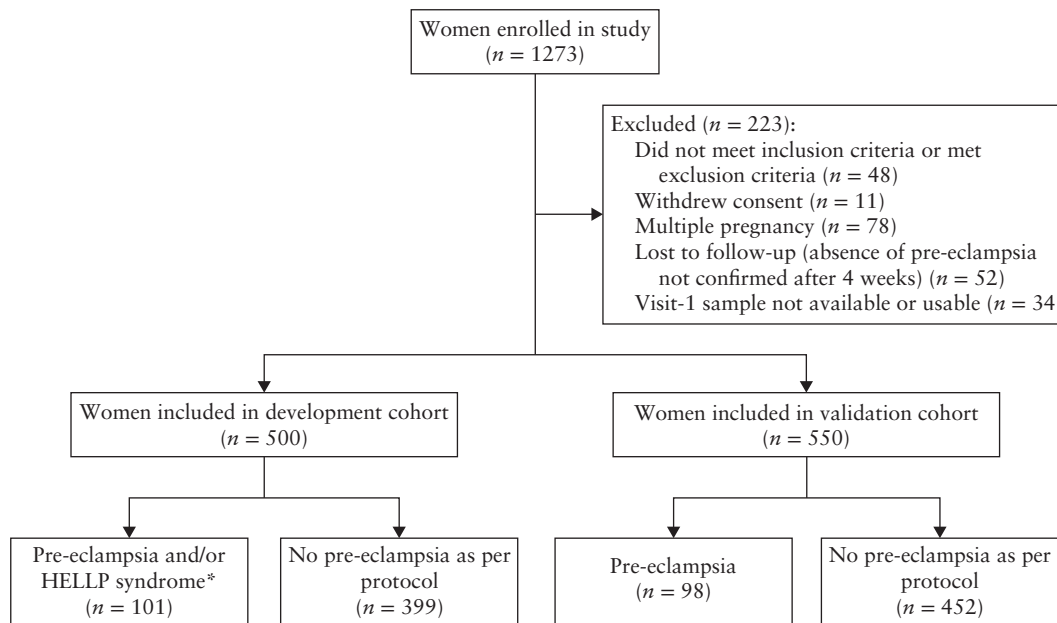 Women enrolled in study
(n = 1273)
Excluded (n = 223):
Did not meet inclusion criteria or met
exclusion criteria (n = 48)
Withdrew consent (n = 11)
Multiple pregnancy (n = 78)
Lost to follow-up (absence of pre-eclampsia
not confirmed after 4 weeks) (n = 52)
Visit-1 sample not available or usable (n = 34
Women included in development cohort
(n = 500)
Women included in validation cohort
(n = 550)
Pre-eclampsia and/or
HELLP syndrome*
(n = 101)
No pre-eclampsia as per
protocol
(n = 399)
Pre-eclampsia
(n = 98)
No pre-eclampsia as per
protocol
(n = 452)